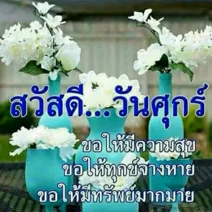 สวัสดี...วันศุกร์
ขอให้มีความสุข
ขอให้ทุกข์จางหาย
ขอให้มีทรัพย์มากมาย